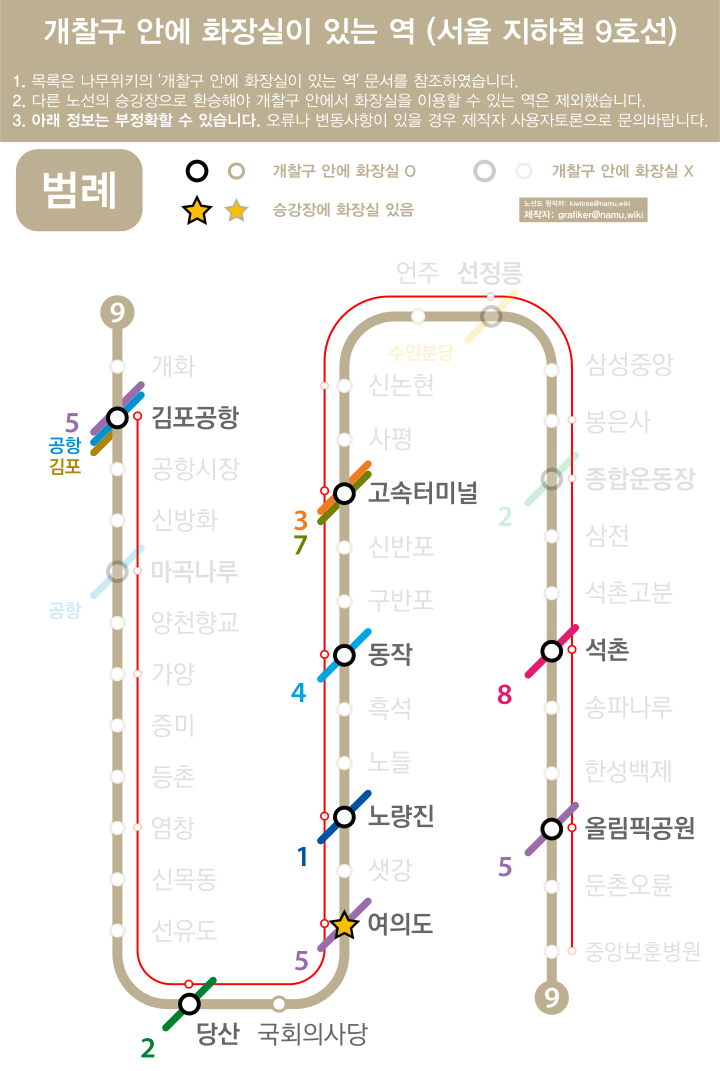 개찰구 안에 화장실이 있는 역 (서울 지하철 9호선)
1. 목록은 나무위키의 '개찰구 안에 화장실이 있는 역' 문서를 참조하였습니다.
2. 다른 노선의 승강장으로 환승해야 개찰구 안에서 화장실을 이용할 수 있는 역은 제외했습니다.
3. 아래 정보는 부정확할 수 있습니다. 오류나 변동사항이 있을 경우 제작자 사용자토론으로 문의바랍니다.
범례
개찰구 안에 화장실 O
개찰구 안에 화장실 X
승강장에 화장실 있음
노선도 원작자: kiwitree@namu.wiki
제작자: grafiker@namu.wiki
9
개화
5
공항
김포
김포공항
공항시장
신방화
공항
마곡나루
양천향교
가양
증미
등촌
염창
신목동
선유도
2
당산
국회의사당
5
여의도
샛강
1
노량진
노들
흑석
4
동작
구반포
신반포
3
7
고속터미널
사평
신논현
언주
선정릉
수인분당
삼성중앙
봉은사
2
종합운동장
삼전
석촌고분
8
석촌
송파나루
한성백제
5
올림픽공원
둔촌오륜
중앙보훈병원
9